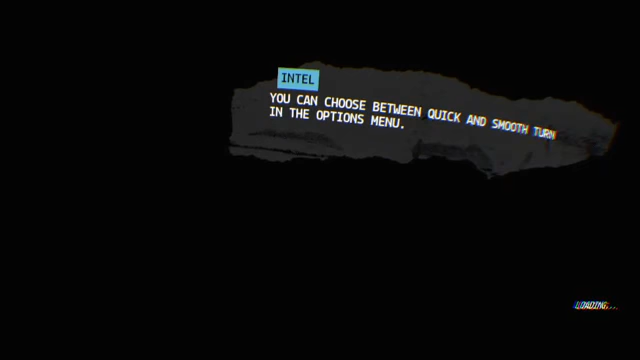 INTEL
YOU CAN CHOOSE BETWEEN QUICK AND SMOOTH TURN
IN THE OPTIONS MENU.
LOADING...